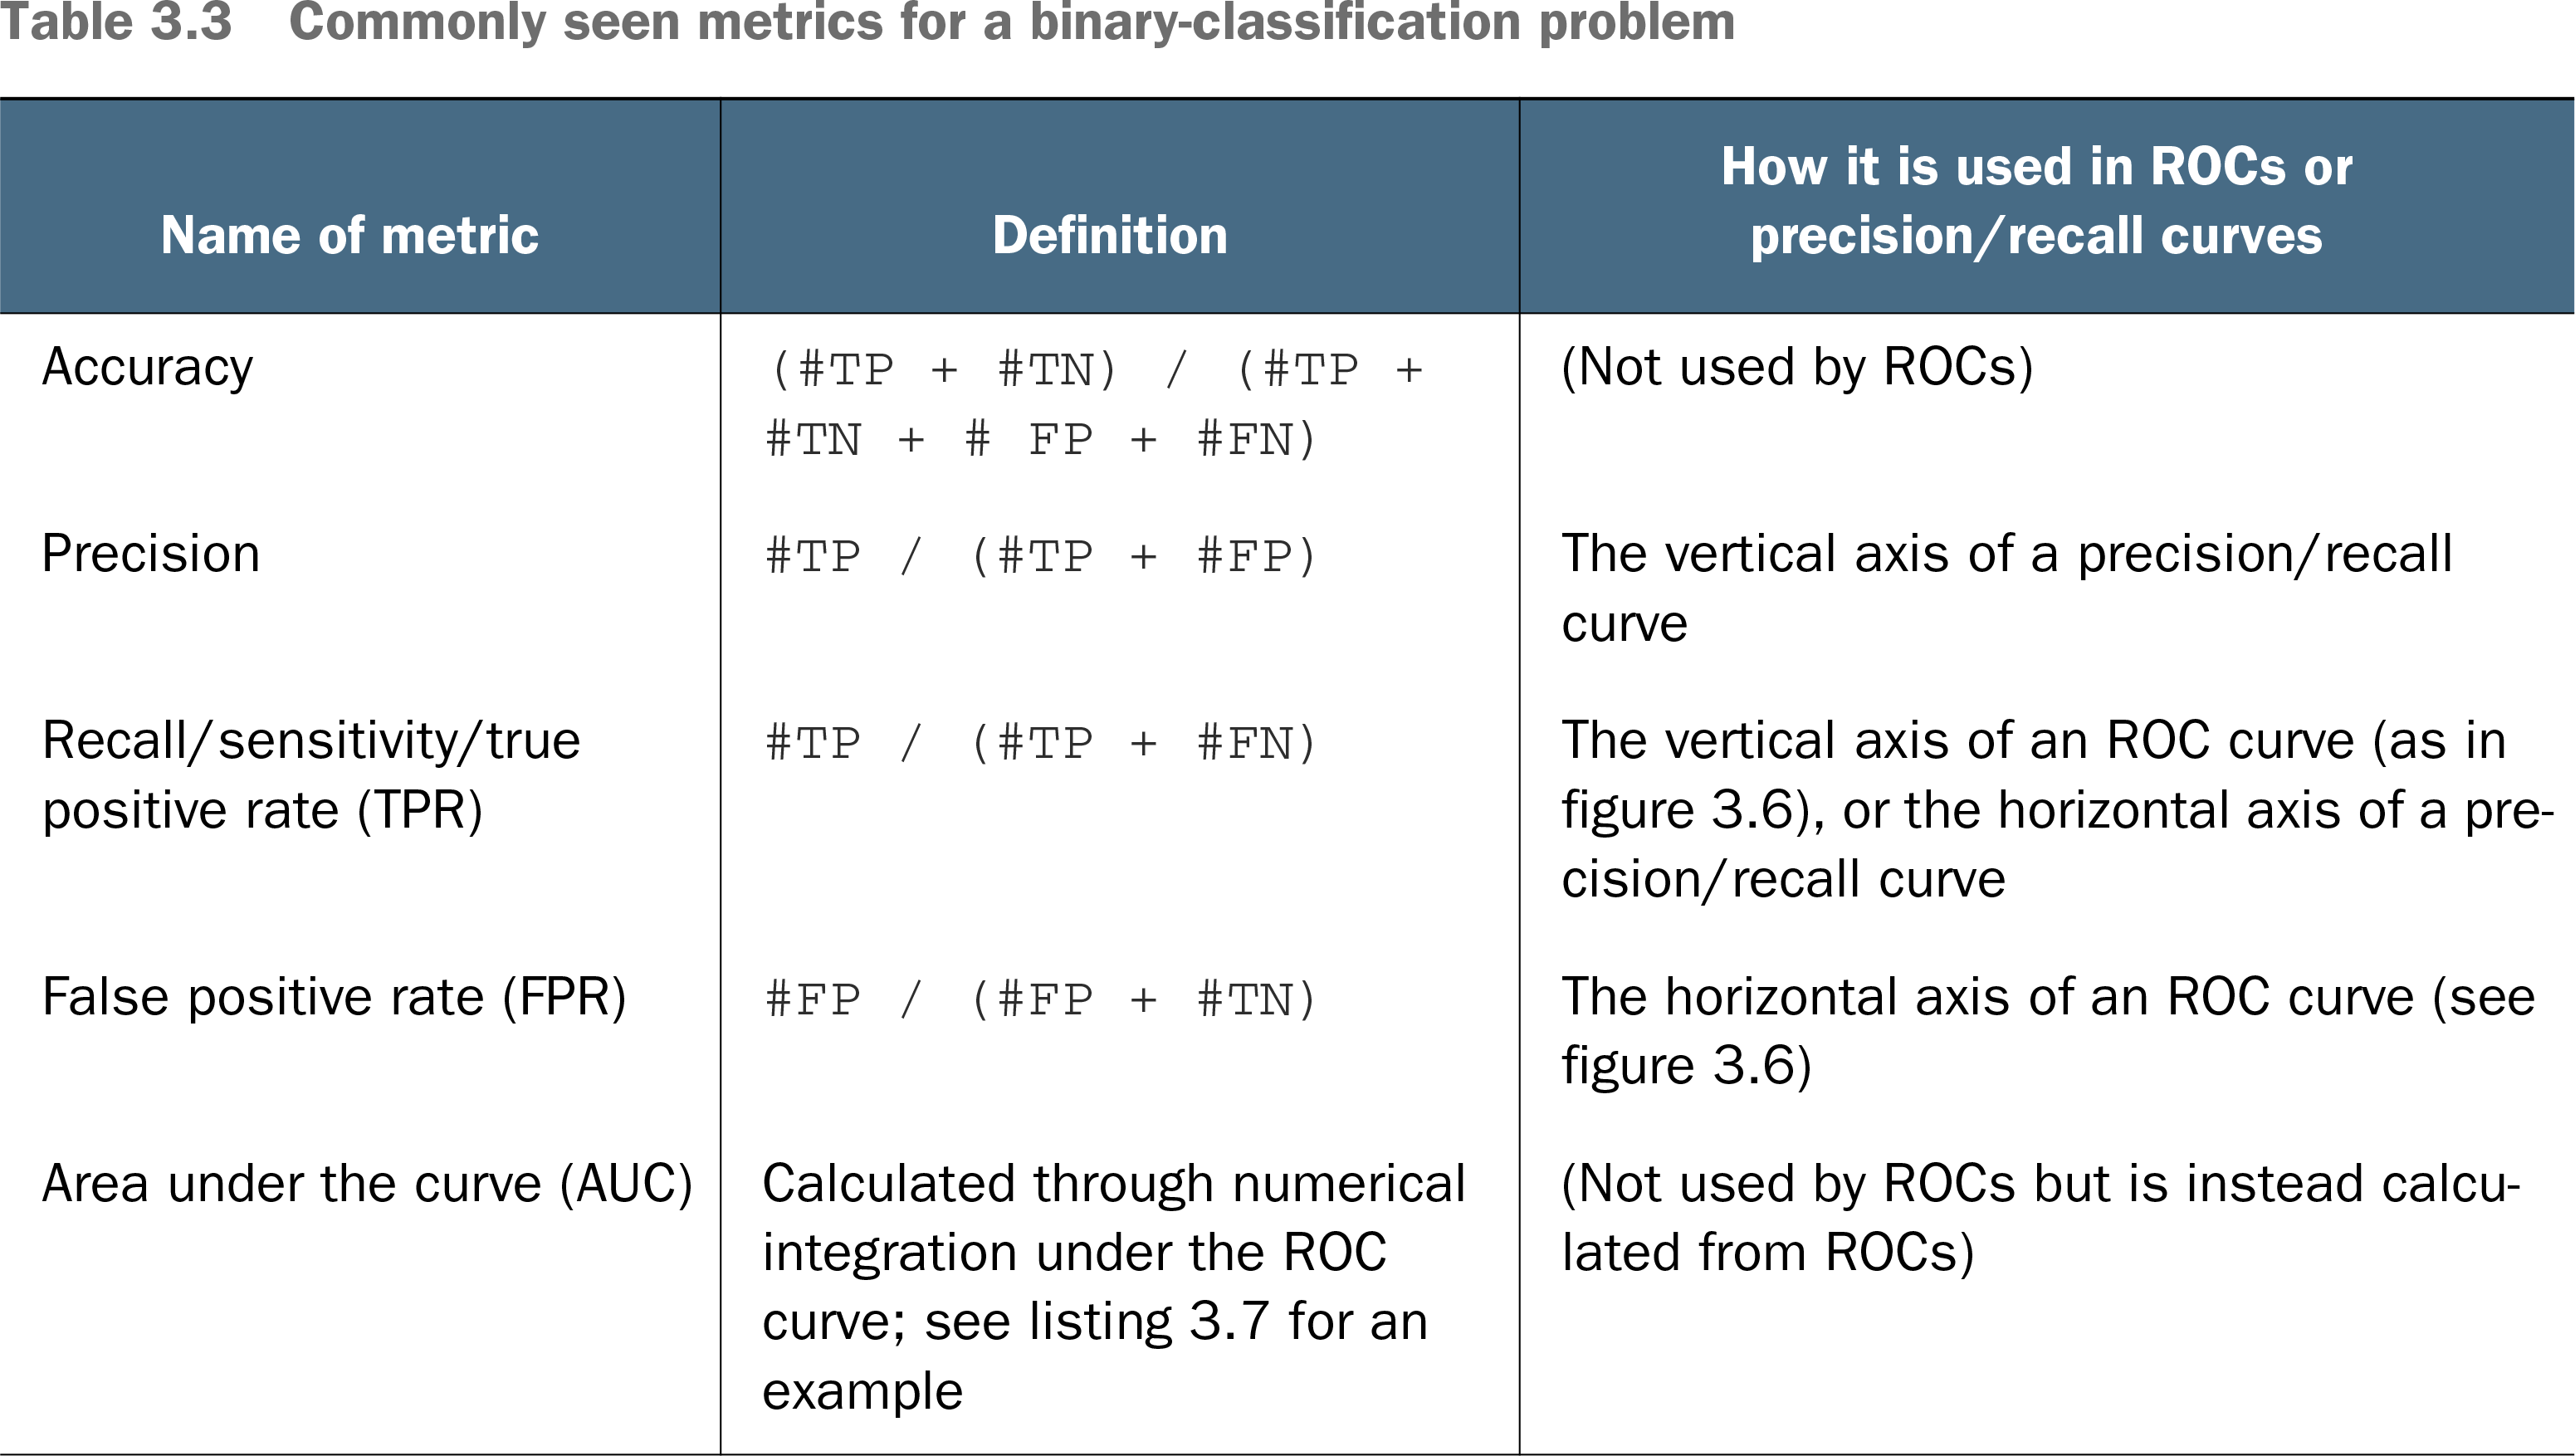 Table 3.3 Commonly seen metrics for a binary-classification problem
Name of metric
Definition
How it is used in ROCs or
precision/recall curves
Accuracy
(#TP + #TN) / (#TP +
#TN + # FP + #FN)
(Not used by ROCs)
Precision
#TP / (#TP + #FP)
The vertical axis of a precision/recall
curve
Recall/sensitivity/true
positive rate (TPR)
#TP / (#TP + #FN)
The vertical axis of an ROC curve (as in
figure 3.6), or the horizontal axis of a pre-
cision/recall curve
False positive rate (FPR)
#FP / (#FP + #TN)
The horizontal axis of an ROC curve (see
figure 3.6)
Area under the curve (AUC)
Calculated through numerical
integration under the ROC
curve; see listing 3.7 for an
example
(Not used by ROCs but is instead calcu-
lated from ROCs)